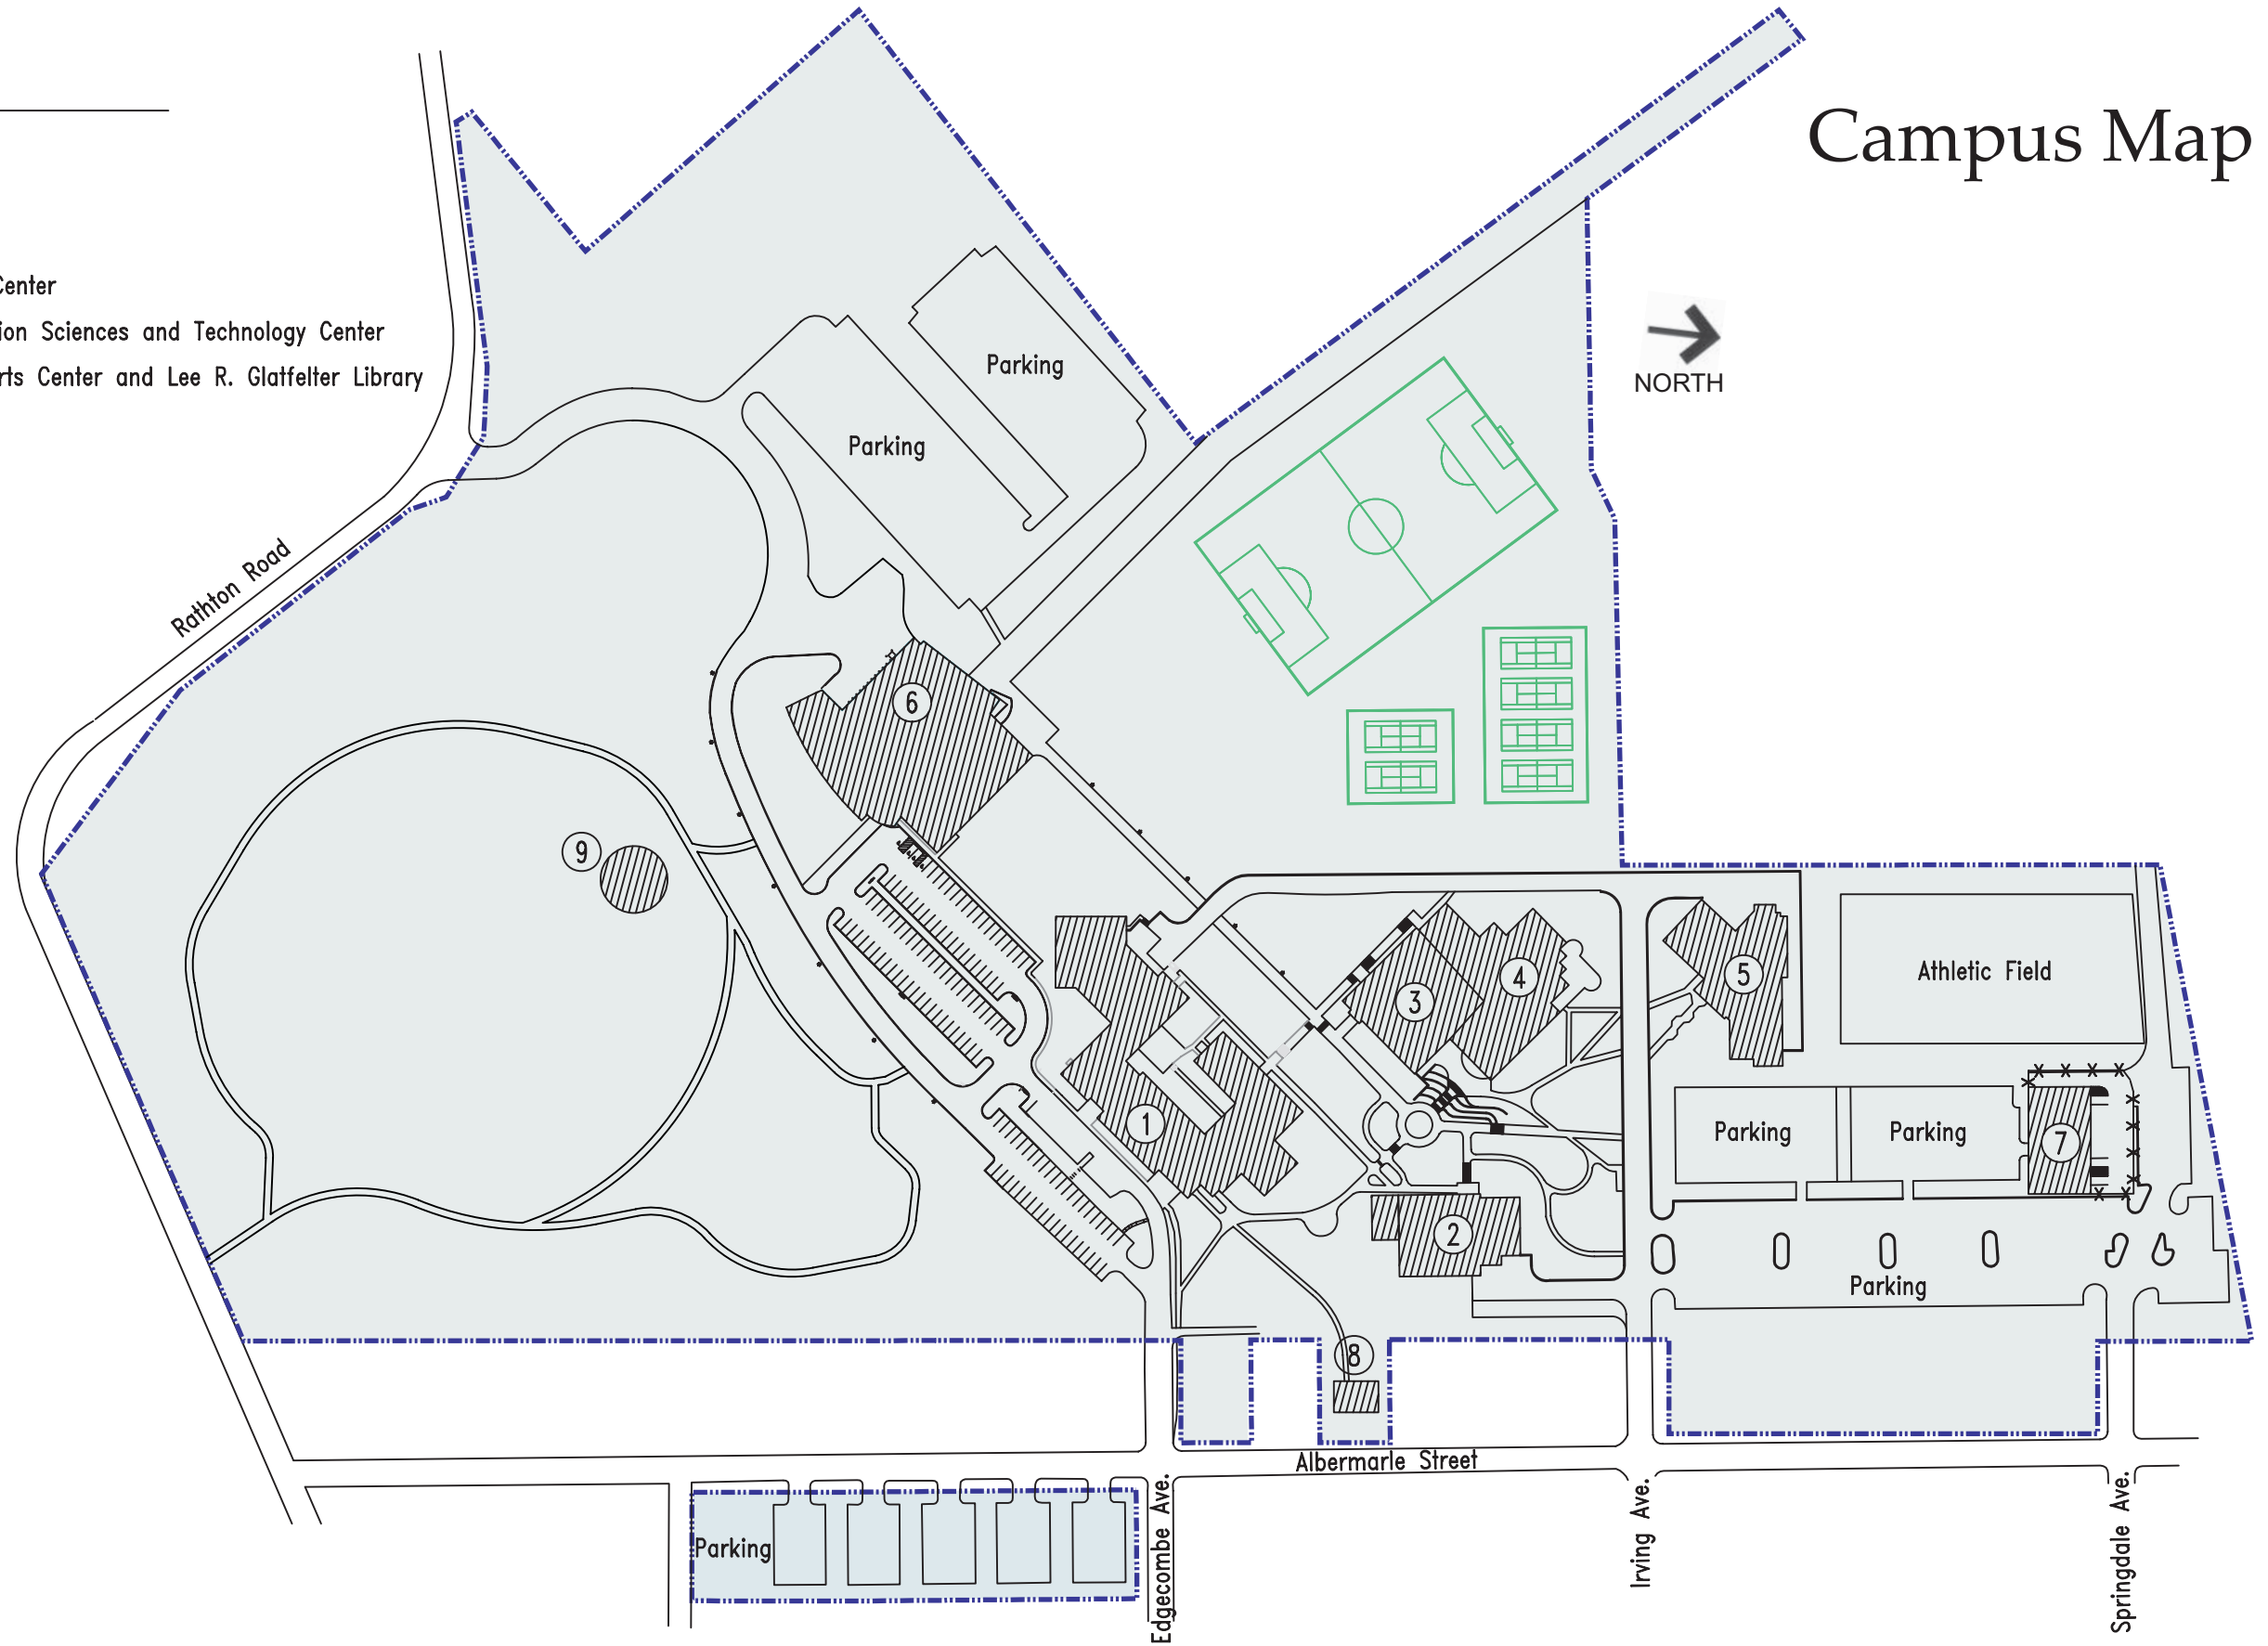 Campus Map
Center
ion Sciences and Technology Center
rts Center and Lee R. Glatfelter Library
NORTH
Parking
Parking
Rathton Road
6
9
5
4
3
Athletic Field
1
Parking
Parking
7
2
Parking
8
Albermarle Street
Parking
Edgecombe Ave.
Irving Ave.
Springdale Ave.